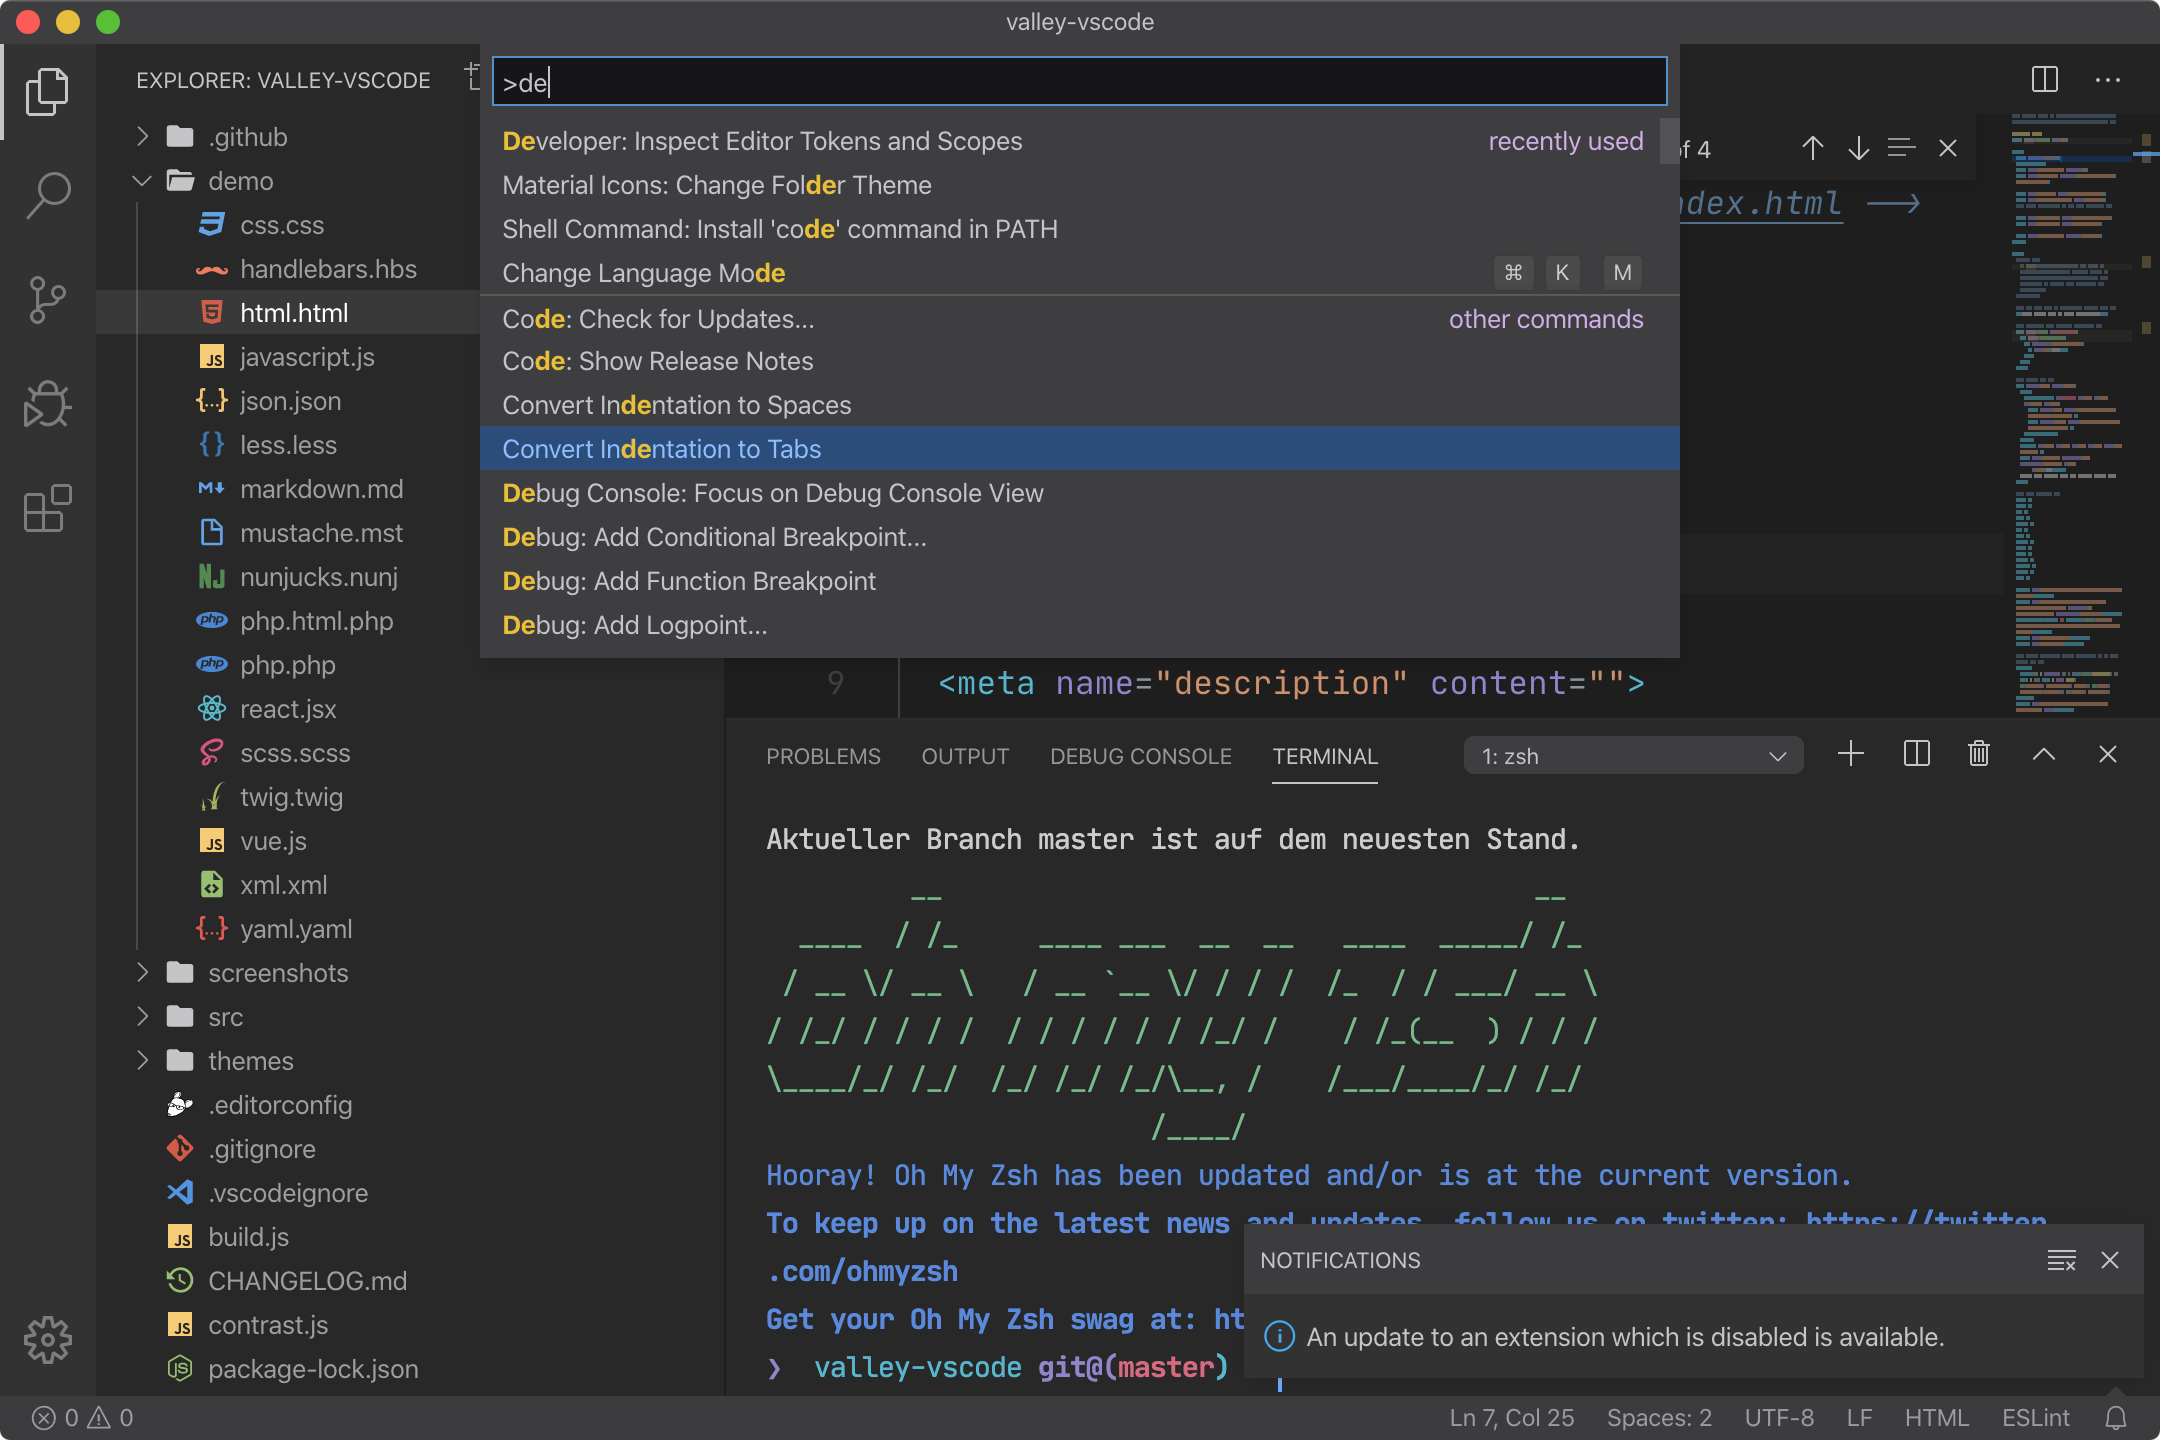 valley-vscode
EXPLORER: VALLEY-VSCODE
.github
demo
css.css
handlebars.hbs
html.html
javascript.js
json.json
less.less
markdown.md
mustache.mst
nunjucks.nunj
php.html.php
php.php
react.jsx
scss.scss
twig.twig
vue.js
xml.xml
yaml.yaml
screenshots
src
themes
.editorconfig
.gitignore
.vscodeignore
build.js
CHANGELOG.md
contrast.js
package-lock.json
>de
Developer: Inspect Editor Tokens and Scopes recently used
Material Icons: Change Folder Theme
Shell Command: Install 'code' command in PATH
Change Language Mode ⌘ K M
Code: Check for Updates... other commands
Code: Show Release Notes
Convert Indentation to Spaces
Convert Indentation to Tabs
Debug Console: Focus on Debug Console View
Debug: Add Conditional Breakpoint...
Debug: Add Function Breakpoint
Debug: Add Logpoint...
of 4
ndex.html -->
9 <meta name="description" content="">
PROBLEMS OUTPUT DEBUG CONSOLE TERMINAL 1: zsh
Aktueller Branch master ist auf dem neuesten Stand.
Hooray! Oh My Zsh has been updated and/or is at the current version.
To keep up on the latest news and updates, follow us on twitter: https://twitter
.com/ohmyzsh
Get your Oh My Zsh swag at: ht
❯ valley-vscode git@(master)
NOTIFICATIONS
An update to an extension which is disabled is available.
0 0 Ln 7, Col 25 Spaces: 2 UTF-8 LF HTML ESLint